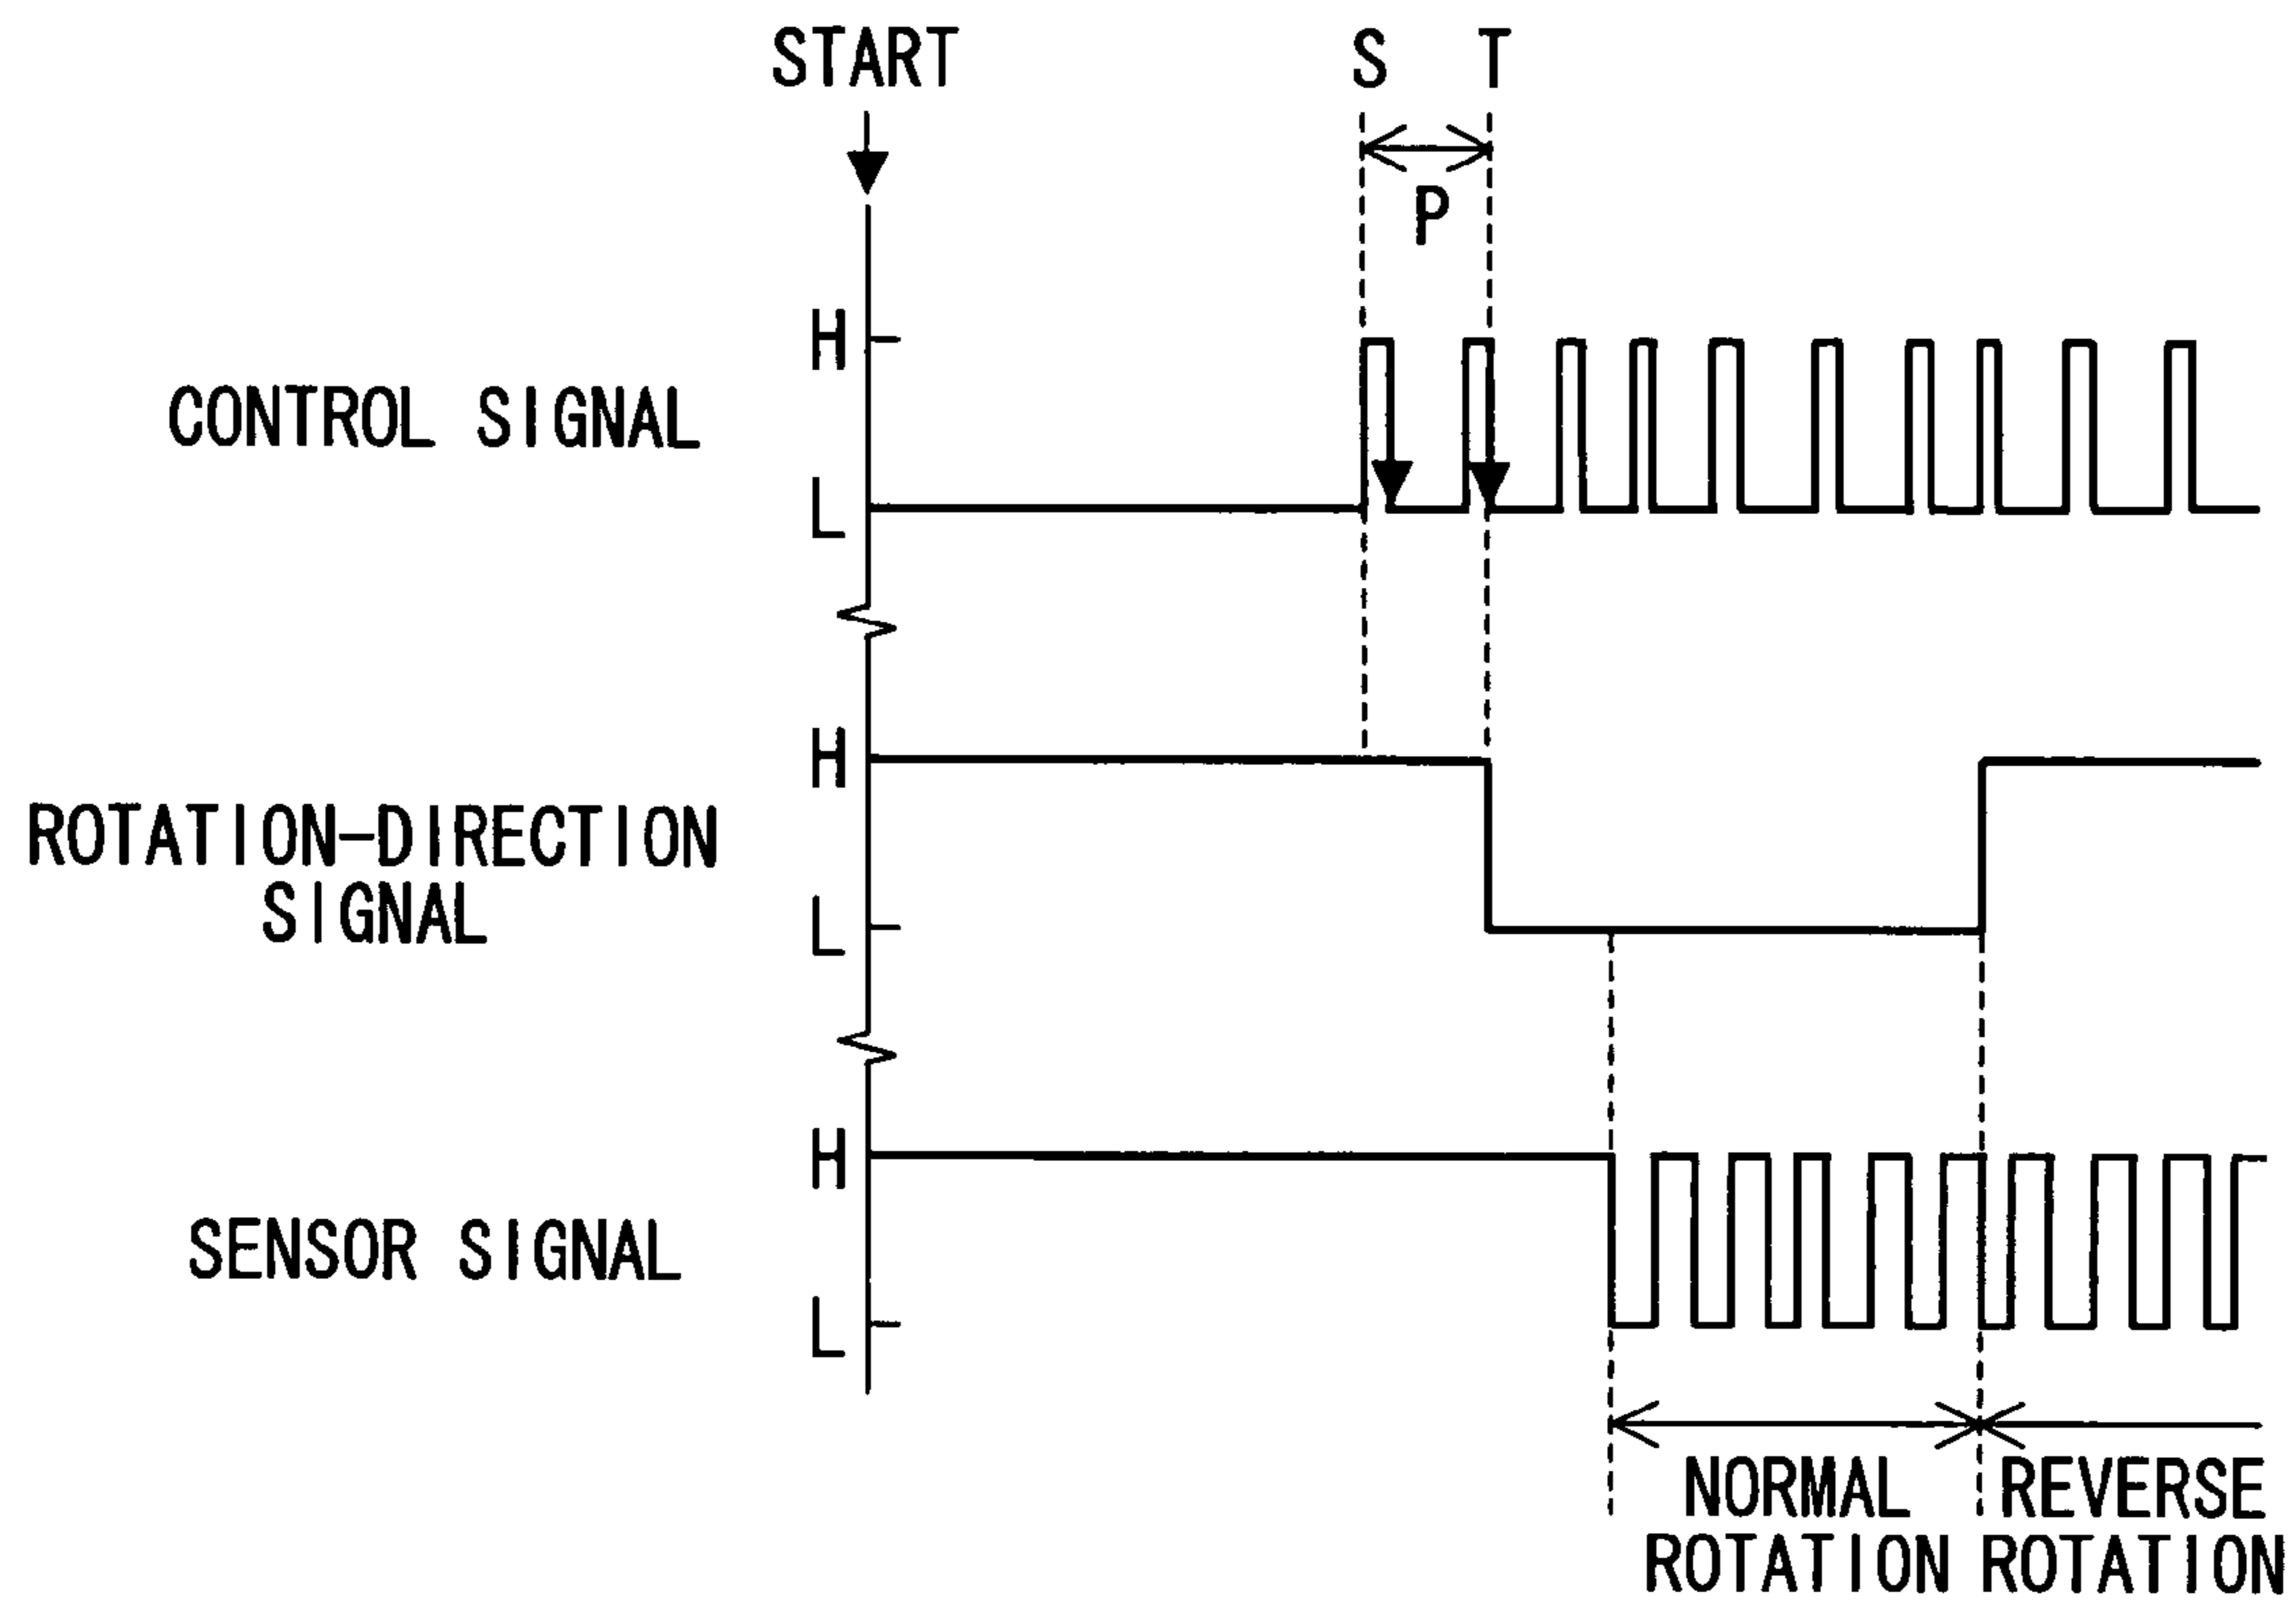 START
S T
P
H
CONTROL SIGNAL
L
H
ROTATION-DIRECTION
SIGNAL
L
H
SENSOR SIGNAL
L
NORMAL
ROTATION
REVERSE
ROTATION